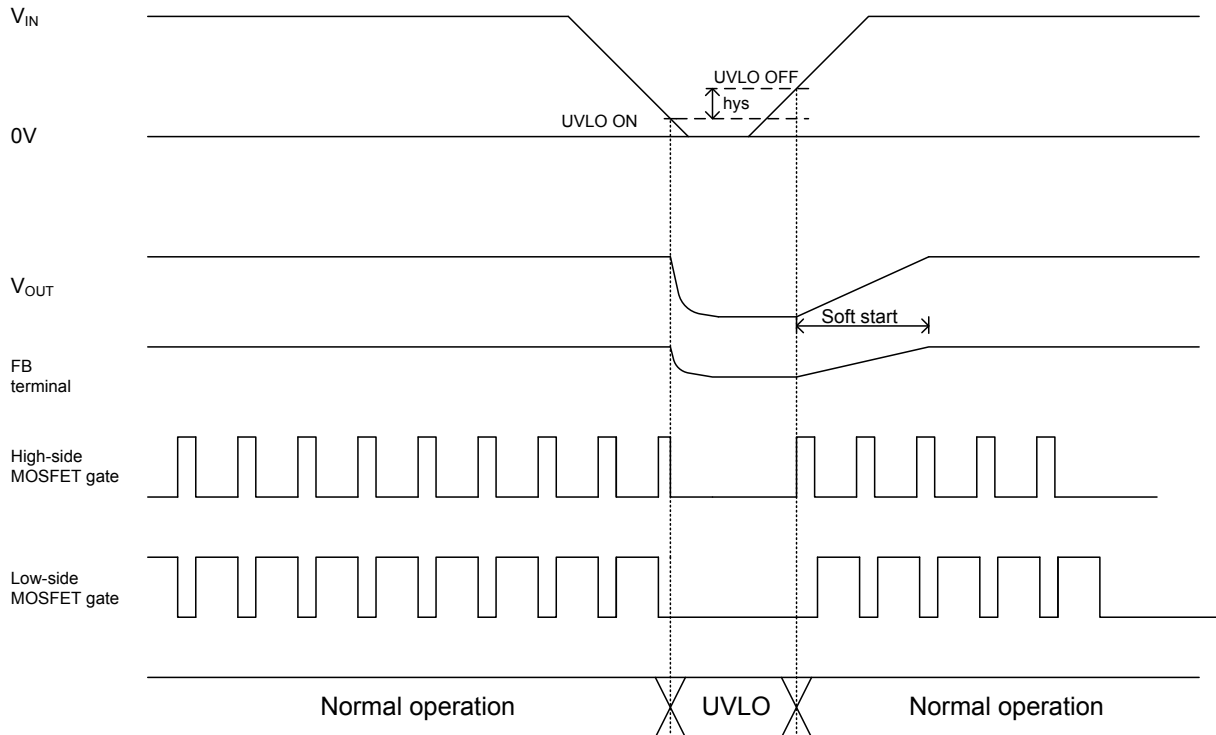 VIN
UVLO OFF
hys
UVLO ON
0V
VOUT
Soft start
FB
terminal
High-side
MOSFET gate
Low-side
MOSFET gate
Normal operation
UVLO
Normal operation